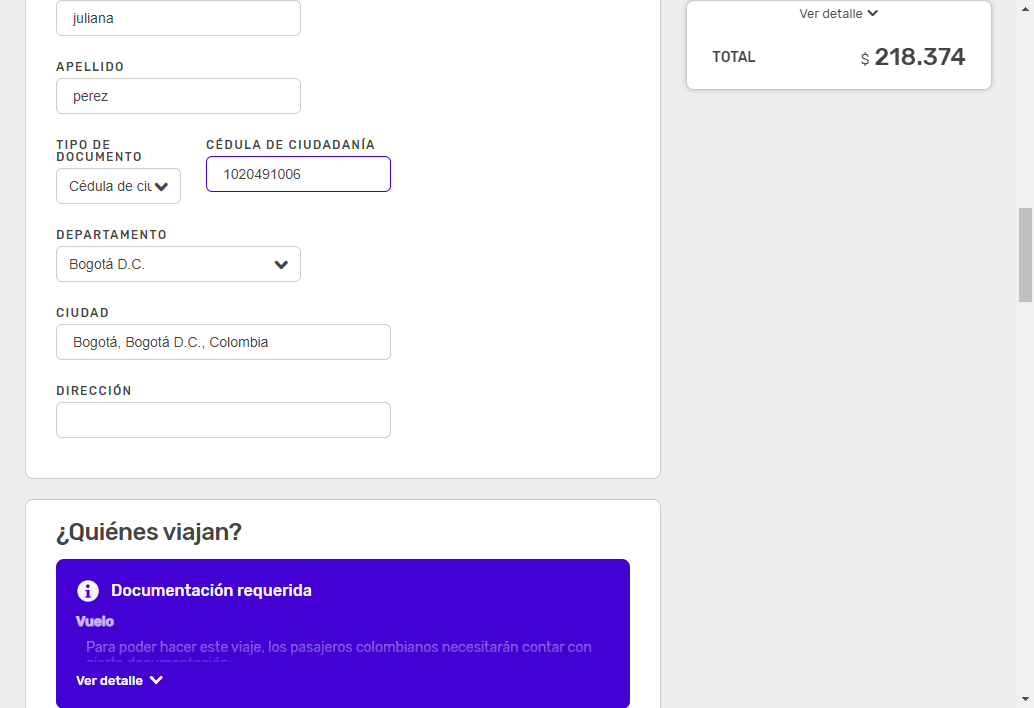 juliana
APELLIDO
perez
TIPO DE
DOCUMENTO
CÉDULA DE CIUDADANÍA
Cédula de ciu
1020491006
DEPARTAMENTO
Bogotá D.C.
CIUDAD
Bogotá, Bogotá D.C., Colombia
DIRECCIÓN
¿Quiénes viajan?
Documentación requerida
Vuelo
Para poder hacer este viaje, los pasajeros colombianos necesitarán contar con
cierta documentación:
Ver detalle
Ver detalle
TOTAL $ 218.374